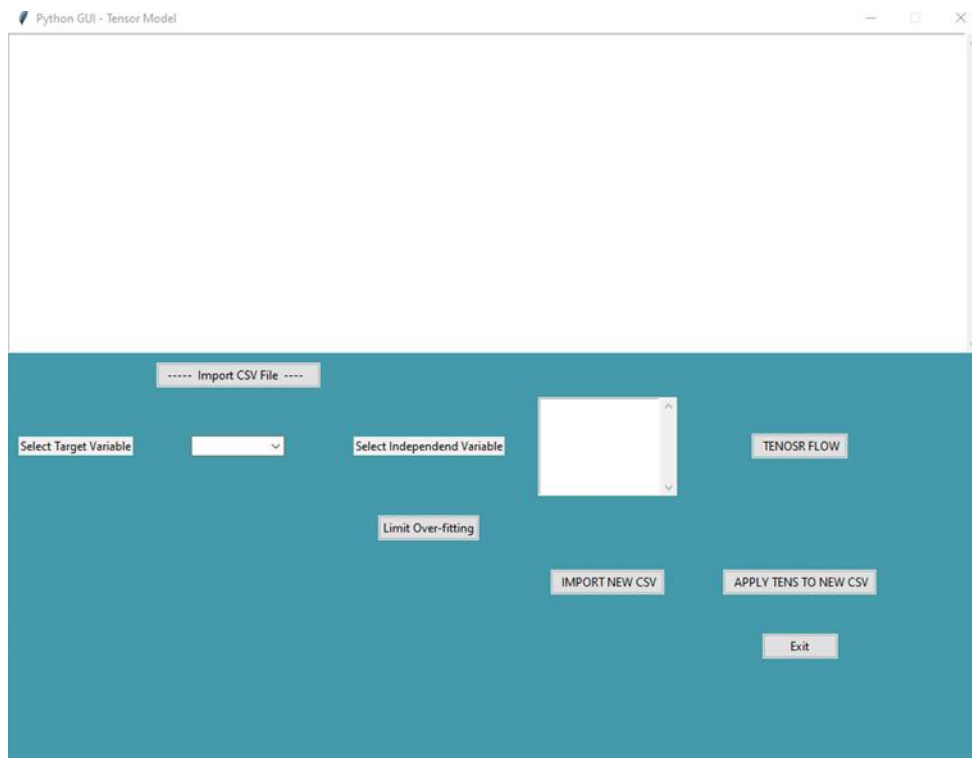 Python GUI - Tensor Model
----- Import CSV File ----
Select Target Variable
Select Independend Variable
TENOSR FLOW
Limit Over-fitting
IMPORT NEW CSV
APPLY TENS TO NEW CSV
Exit